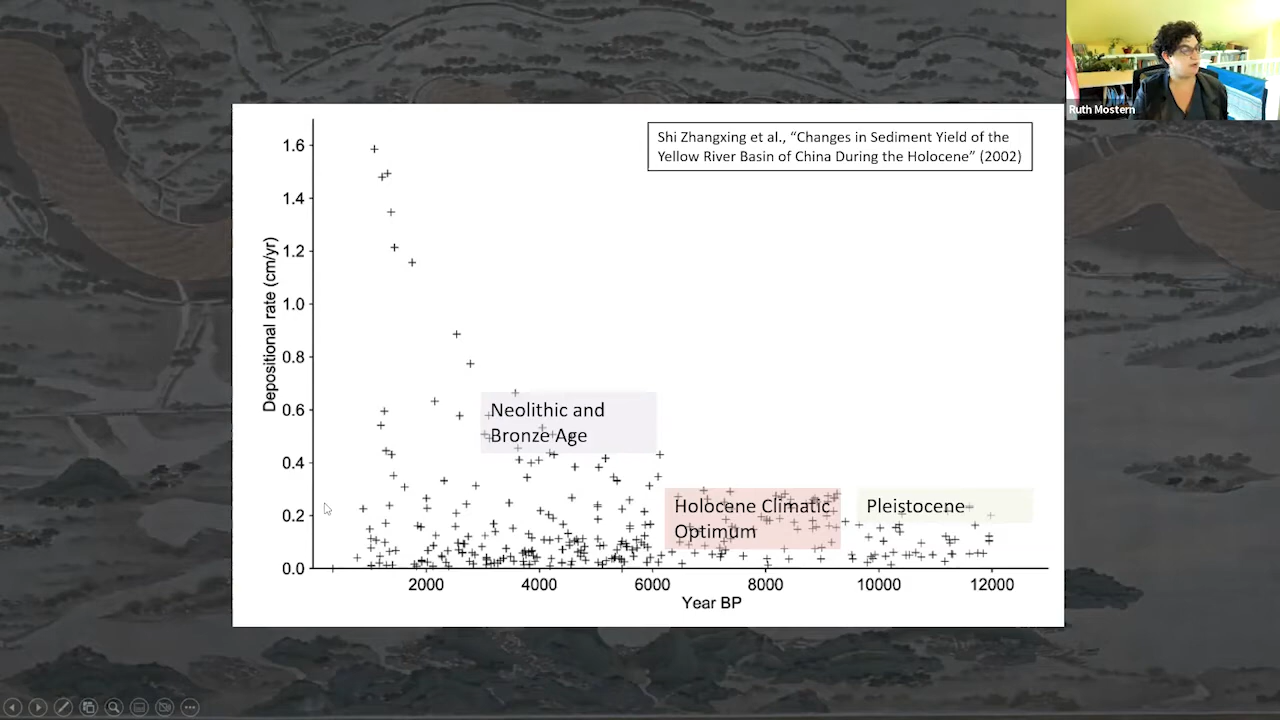 Ruth Mostern
Shi Zhangxing et al., “Changes in Sediment Yield of the
Yellow River Basin of China During the Holocene” (2002)
Depositional rate (cm/yr)
1.6
1.4
1.2
1.0
0.8
0.6
0.4
0.2
0.0
Neolithic and
Bronze Age
Holocene Climatic
Optimum
Pleistocene
2000 4000 6000 8000 10000 12000
Year BP